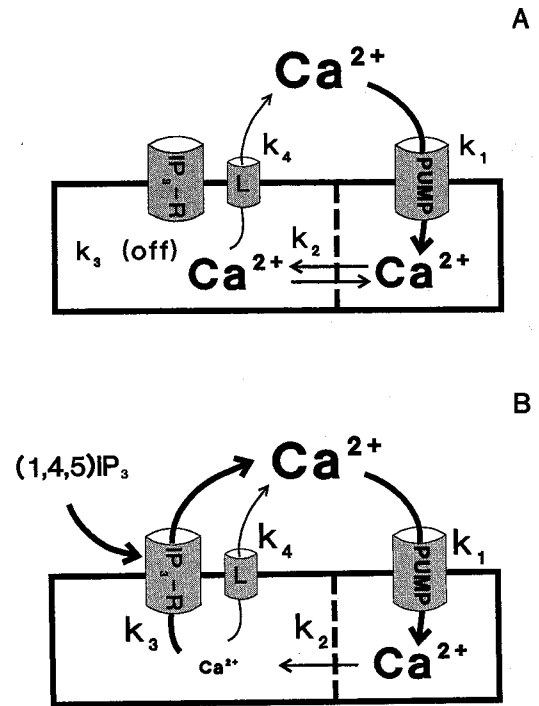 A
Ca²⁺
k₄
k₁
IP₃-R
L
PUMP
k₃ (off)
k₂
Ca²⁺
Ca²⁺
B
(1,4,5)IP₃
Ca²⁺
k₄
k₁
IP₃-R
L
PUMP
k₃
k₂
Ca²⁺
Ca²⁺